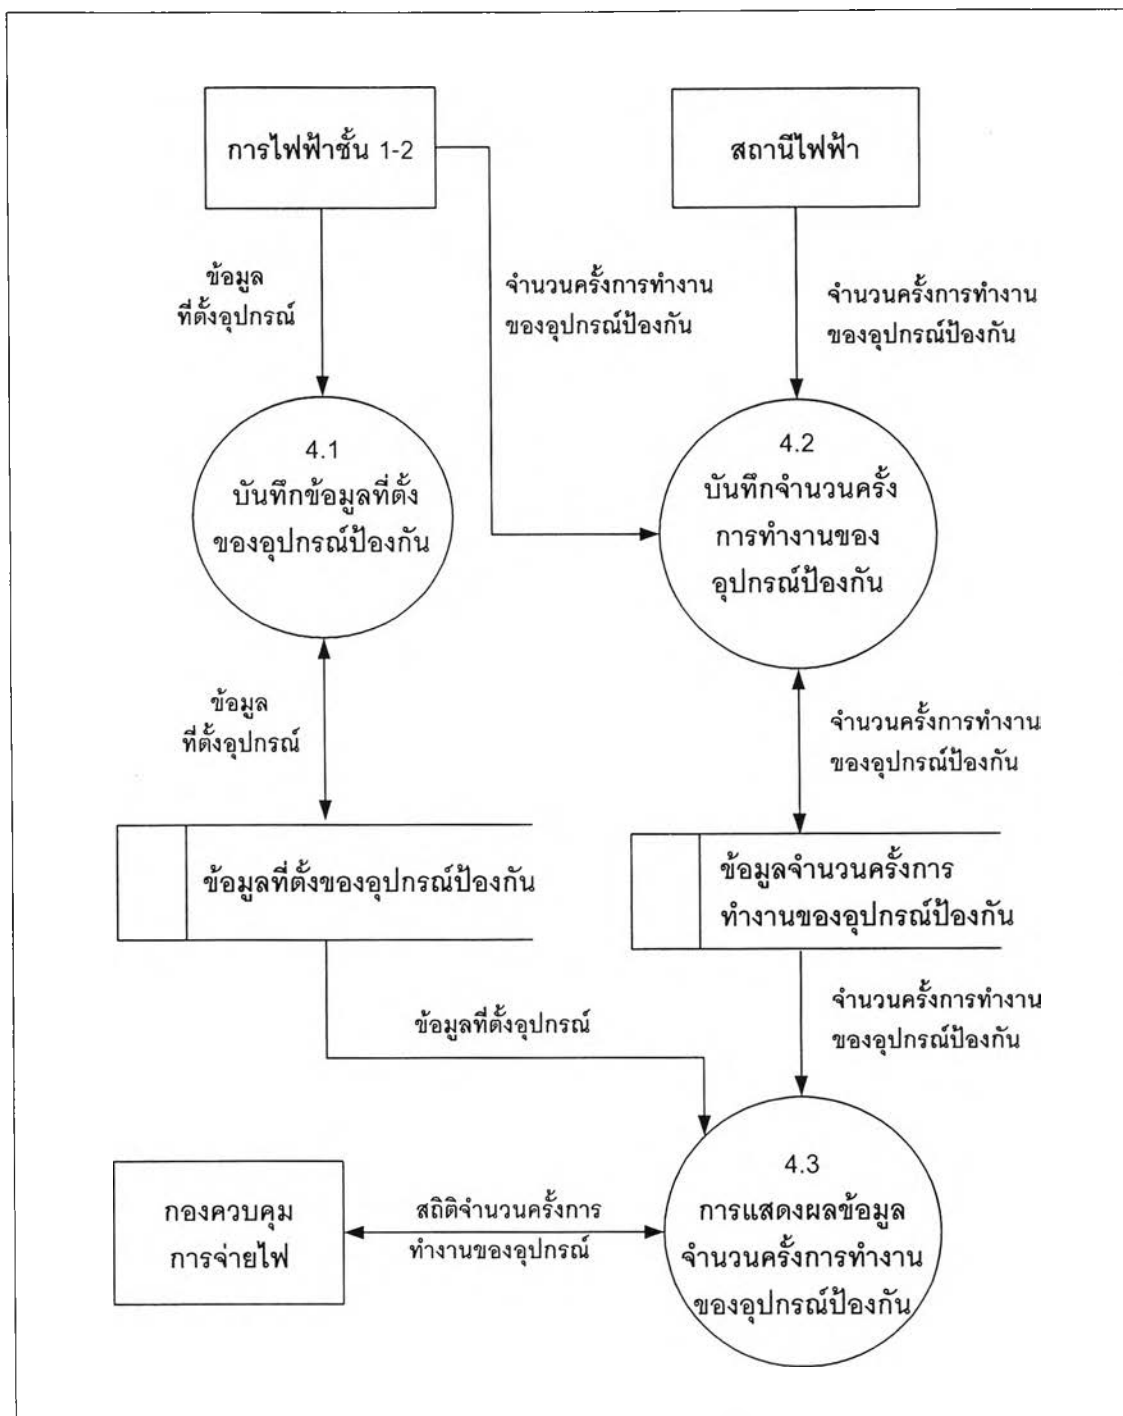 การไฟฟ้าชั้น 1-2
สถานีไฟฟ้า
ข้อมูล
ที่ตั้งอุปกรณ์
จำนวนครั้งการทำงาน
ของอุปกรณ์ป้องกัน
จำนวนครั้งการทำงาน
ของอุปกรณ์ป้องกัน
4.1
บันทึกข้อมูลที่ตั้ง
ของอุปกรณ์ป้องกัน
4.2
บันทึกจำนวนครั้ง
การทำงานของ
อุปกรณ์ป้องกัน
ข้อมูล
ที่ตั้งอุปกรณ์
จำนวนครั้งการทำงาน
ของอุปกรณ์ป้องกัน
ข้อมูลที่ตั้งของอุปกรณ์ป้องกัน
ข้อมูลจำนวนครั้งการ
ทำงานของอุปกรณ์ป้องกัน
ข้อมูลที่ตั้งอุปกรณ์
จำนวนครั้งการทำงาน
ของอุปกรณ์ป้องกัน
กองควบคุม
การจ่ายไฟ
สถิติจำนวนครั้งการ
ทำงานของอุปกรณ์
4.3
การแสดงผลข้อมูล
จำนวนครั้งการทำงาน
ของอุปกรณ์ป้องกัน